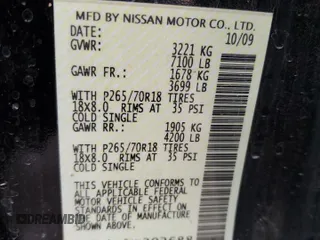 MFD BY NISSAN MOTOR CO., LTD.
DATE: 10/09
GVWR: 3221 KG
7100 LB
GAWR FR.: 1678 KG
3699 LB
WITH P265/70R18 TIRES
18x8.0 RIMS AT 35 PSI
COLD SINGLE
GAWR RR.: 1905 KG
4200 LB
WITH P265/70R18 TIRES
18x8.0 RIMS AT 35 PSI
COLD SINGLE
THIS VEHICLE CONFORMS TO ALL
APPLICABLE FEDERAL
MOTOR VEHICLE SAFETY
STANDARDS IN EFFECT ON
THE DATE OF MANUFACTURE
SHOWN ABOVE.
DREAMBID